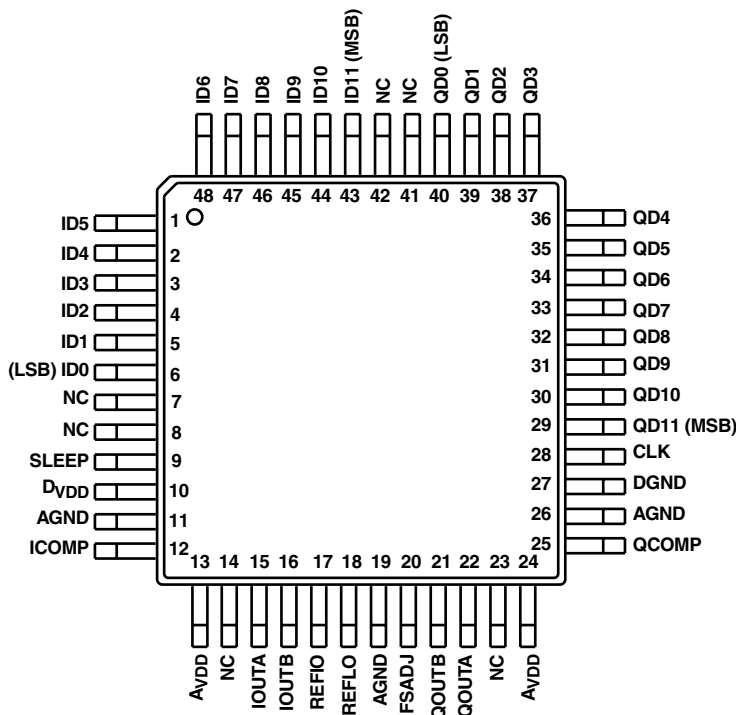 ID6
ID7
ID8
ID9
ID10
ID11 (MSB)
NC
NC
QD0 (LSB)
QD1
QD2
QD3
48 47 46 45 44 43 42 41 40 39 38 37
ID5 1
ID4 2
ID3 3
ID2 4
ID1 5
(LSB) ID0 6
NC 7
NC 8
SLEEP 9
DVDD 10
AGND 11
ICOMP 12
36 QD4
35 QD5
34 QD6
33 QD7
32 QD8
31 QD9
30 QD10
29 QD11 (MSB)
28 CLK
27 DGND
26 AGND
25 QCOMP
13 14 15 16 17 18 19 20 21 22 23 24
AVDD
NC
IOUTA
IOUTB
REFIO
REFLO
AGND
FSADJ
QOUTB
QOUTA
NC
AVDD